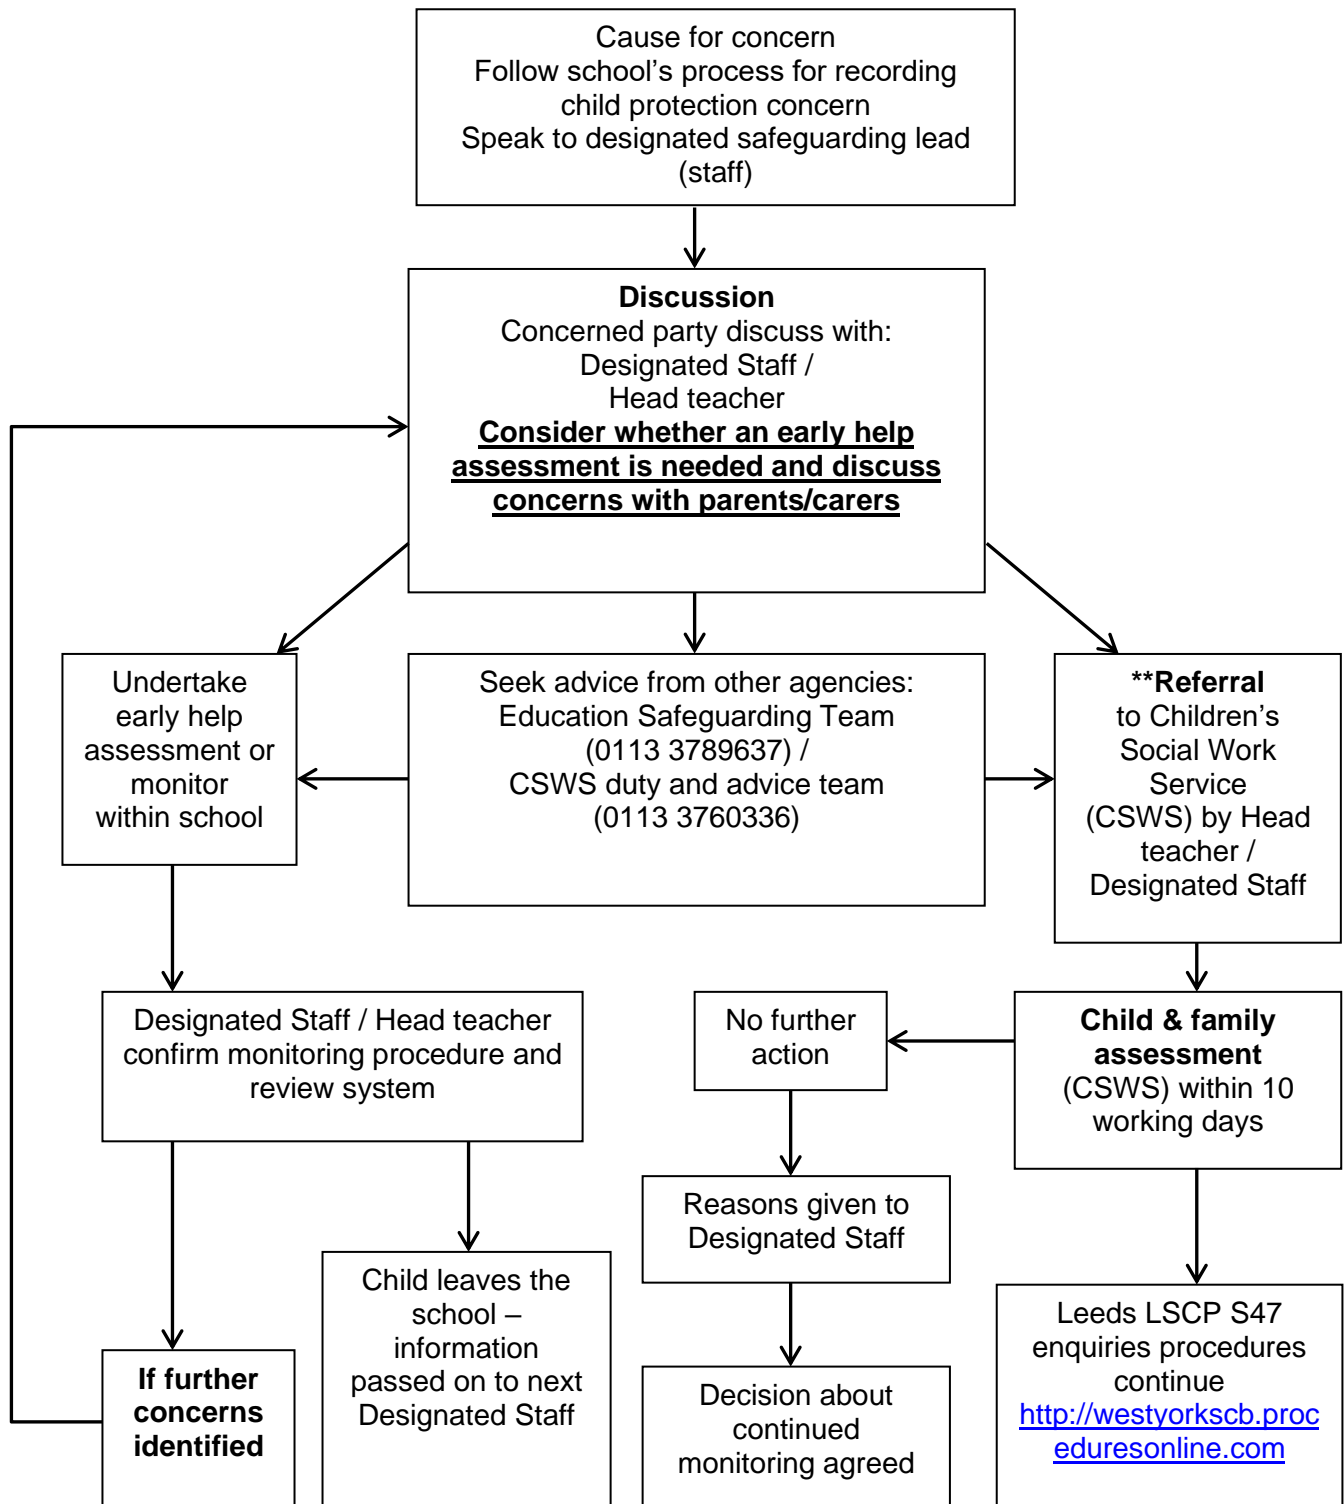 Cause for concern
Follow school’s process for recording
child protection concern
Speak to designated safeguarding lead
(staff)
Discussion
Concerned party discuss with:
Designated Staff /
Head teacher
Consider whether an early help
assessment is needed and discuss
concerns with parents/carers
Undertake
early help
assessment or
monitor
within school
Seek advice from other agencies:
Education Safeguarding Team
(0113 3789637) /
CSWS duty and advice team
(0113 3760336)
**Referral
to Children’s
Social Work
Service
(CSWS) by Head
teacher /
Designated Staff
Designated Staff / Head teacher
confirm monitoring procedure and
review system
No further
action
Child & family
assessment
(CSWS) within 10
working days
Reasons given to
Designated Staff
If further
concerns
identified
Child leaves the
school –
information
passed on to next
Designated Staff
Decision about
continued
monitoring agreed
Leeds LSCP S47
enquiries procedures
continue
http://westyorkscb.proc
eduresonline.com